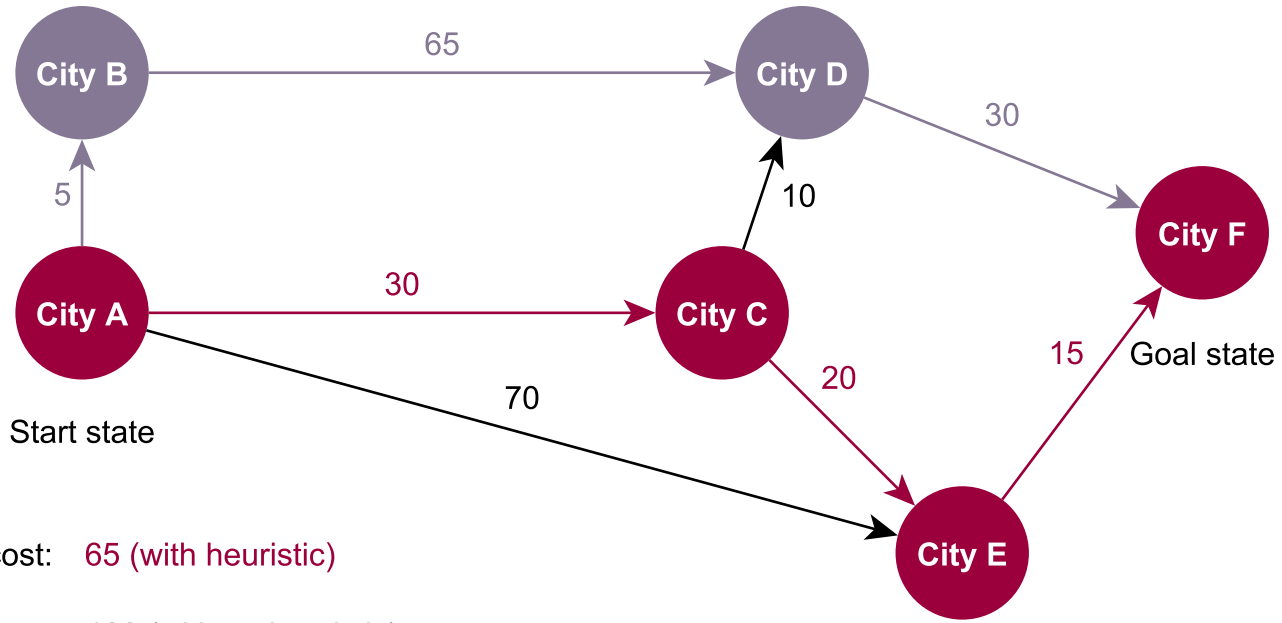 City B
65
City D
30
5
10
City F
City A
30
City C
15
Goal state
20
70
Start state
cost: 65 (with heuristic)
City E